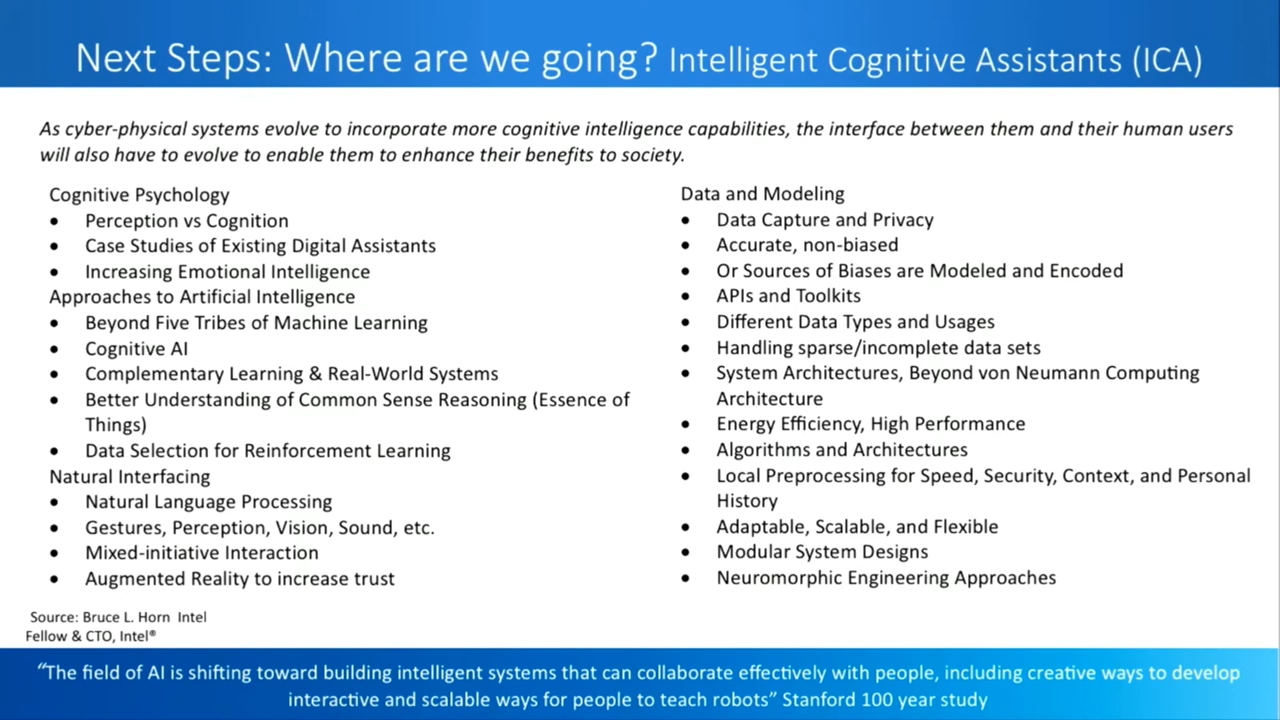 Next Steps: Where are we going? Intelligent Cognitive Assistants (ICA)
As cyber-physical systems evolve to incorporate more cognitive intelligence capabilities, the interface between them and their human users
will also have to evolve to enable them to enhance their benefits to society.
Cognitive Psychology
• Perception vs Cognition
• Case Studies of Existing Digital Assistants
• Increasing Emotional Intelligence
Approaches to Artificial Intelligence
• Beyond Five Tribes of Machine Learning
• Cognitive AI
• Complementary Learning & Real-World Systems
• Better Understanding of Common Sense Reasoning (Essence of
Things)
• Data Selection for Reinforcement Learning
Natural Interfacing
• Natural Language Processing
• Gestures, Perception, Vision, Sound, etc.
• Mixed-initiative Interaction
• Augmented Reality to increase trust
Data and Modeling
• Data Capture and Privacy
• Accurate, non-biased
• Or Sources of Biases are Modeled and Encoded
• APIs and Toolkits
• Different Data Types and Usages
• Handling sparse/incomplete data sets
• System Architectures, Beyond von Neumann Computing
Architecture
• Energy Efficiency, High Performance
• Algorithms and Architectures
• Local Preprocessing for Speed, Security, Context, and Personal
History
• Adaptable, Scalable, and Flexible
• Modular System Designs
• Neuromorphic Engineering Approaches
Source: Bruce L. Horn Intel
Fellow & CTO, Intel®
“The field of AI is shifting toward building intelligent systems that can collaborate effectively with people, including creative ways to develop
interactive and scalable ways for people to teach robots” Stanford 100 year study